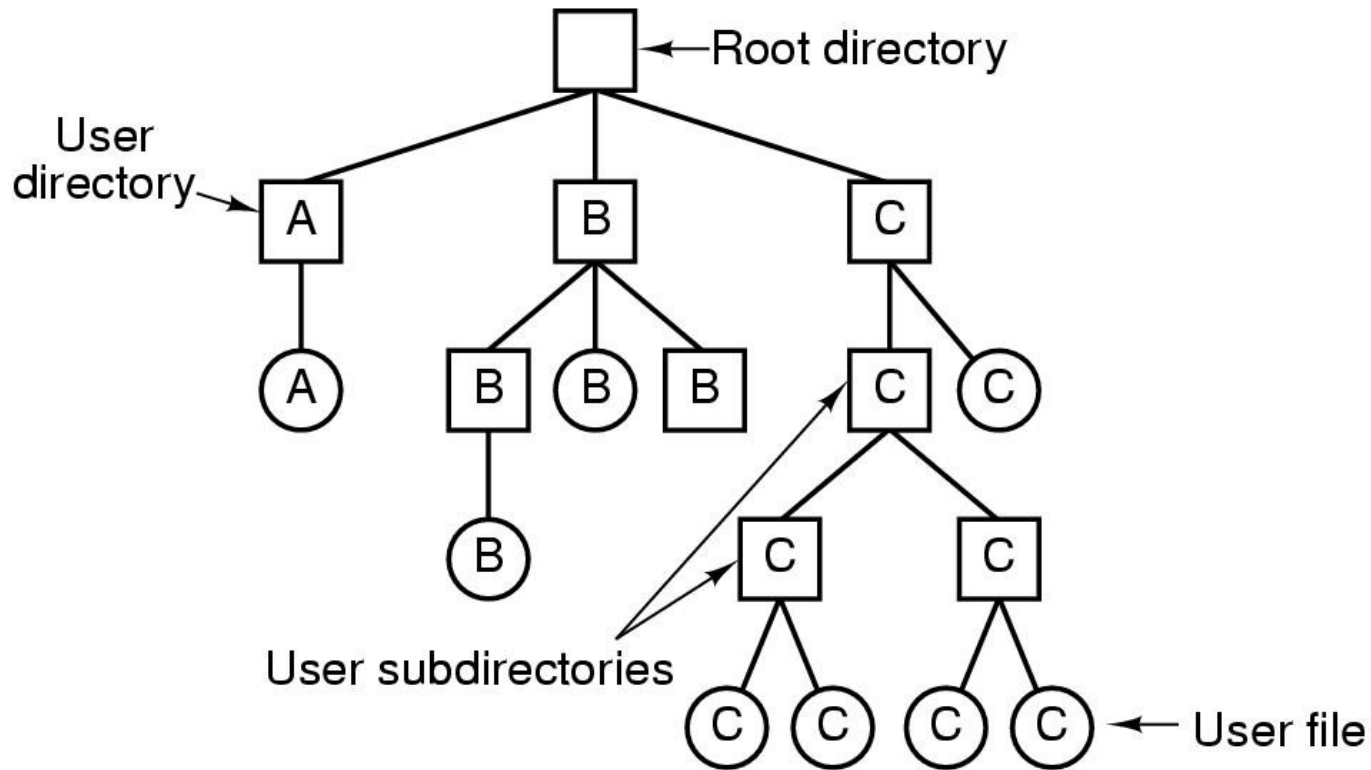 Root directory
User
directory
A
B
C
A
B
B
B
C
C
B
C
C
User subdirectories
C
C
C
C
User file